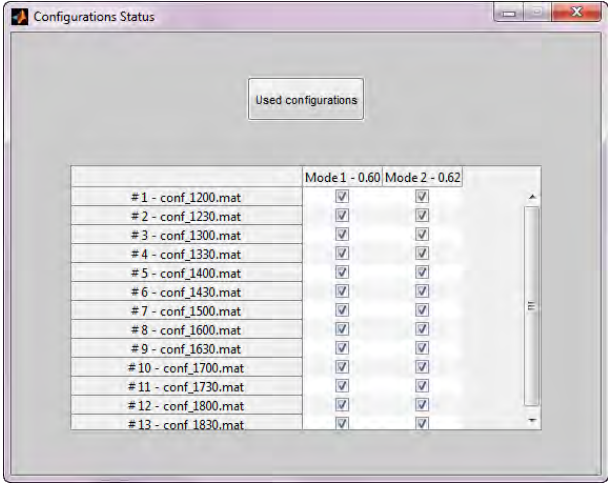 Configurations Status
Used configurations
Mode 1 - 0.60 Mode 2 - 0.62
# 1 - conf_1200.mat
# 2 - conf_1230.mat
# 3 - conf_1300.mat
# 4 - conf_1330.mat
# 5 - conf_1400.mat
# 6 - conf_1430.mat
# 7 - conf_1500.mat
# 8 - conf_1600.mat
# 9 - conf_1630.mat
# 10 - conf_1700.mat
# 11 - conf_1730.mat
# 12 - conf_1800.mat
# 13 - conf_1830.mat